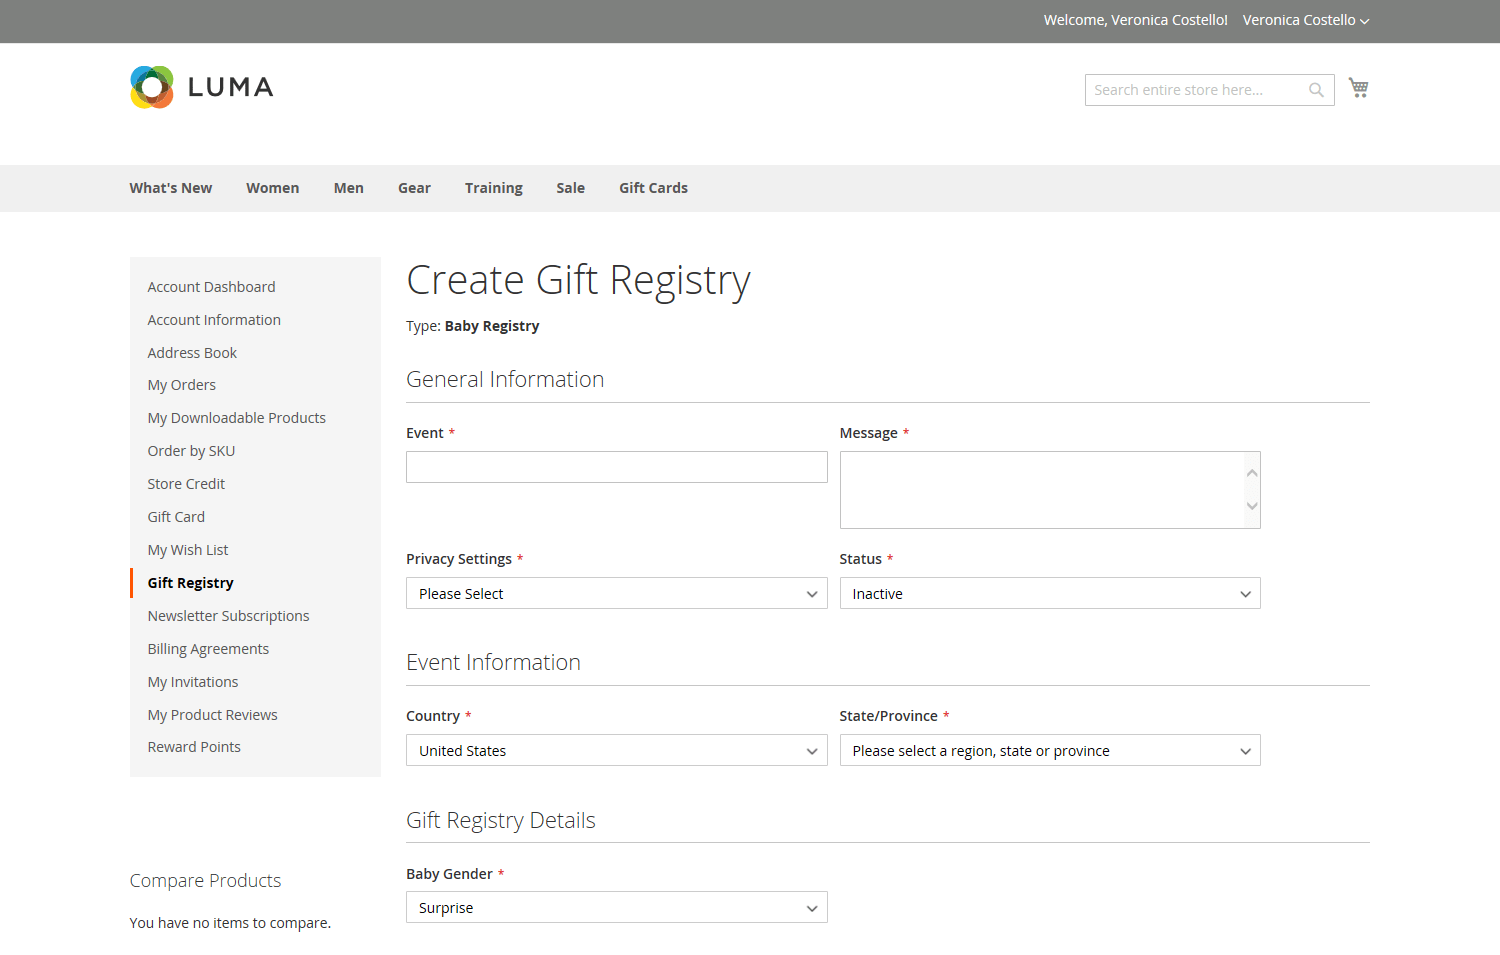 Welcome, Veronica Costello! Veronica Costello
LUMA
Search entire store here...
What's New Women Men Gear Training Sale Gift Cards
Account Dashboard
Account Information
Address Book
My Orders
My Downloadable Products
Order by SKU
Store Credit
Gift Card
My Wish List
Gift Registry
Newsletter Subscriptions
Billing Agreements
My Invitations
My Product Reviews
Reward Points
Compare Products
You have no items to compare.
Create Gift Registry
Type: Baby Registry
General Information
Event * Message *
Privacy Settings * Status *
Please Select Inactive
Event Information
Country * State/Province *
United States Please select a region, state or province
Gift Registry Details
Baby Gender *
Surprise